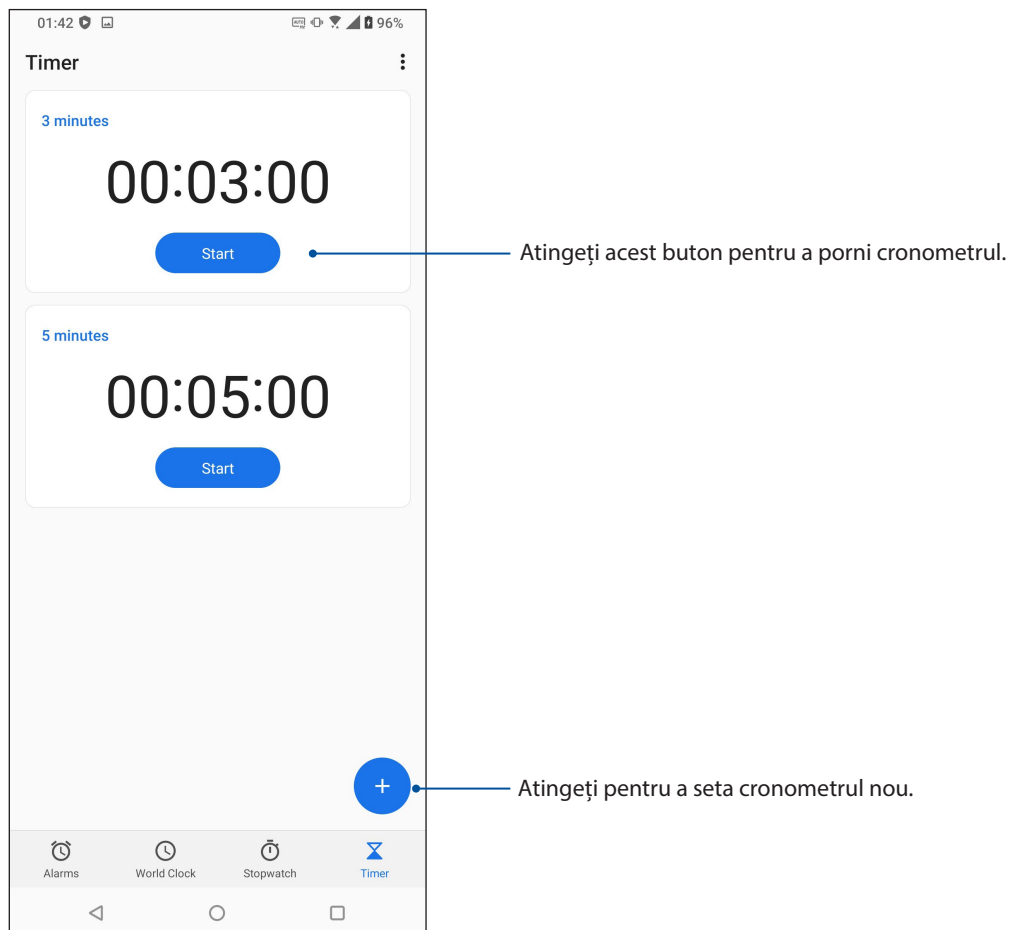 01:42
96%
Timer
3 minutes
00:03:00
Start
Atingeți acest buton pentru a porni cronometrul.
5 minutes
00:05:00
Start
+
Atingeți pentru a seta cronometrul nou.
Alarms World Clock Stopwatch Timer